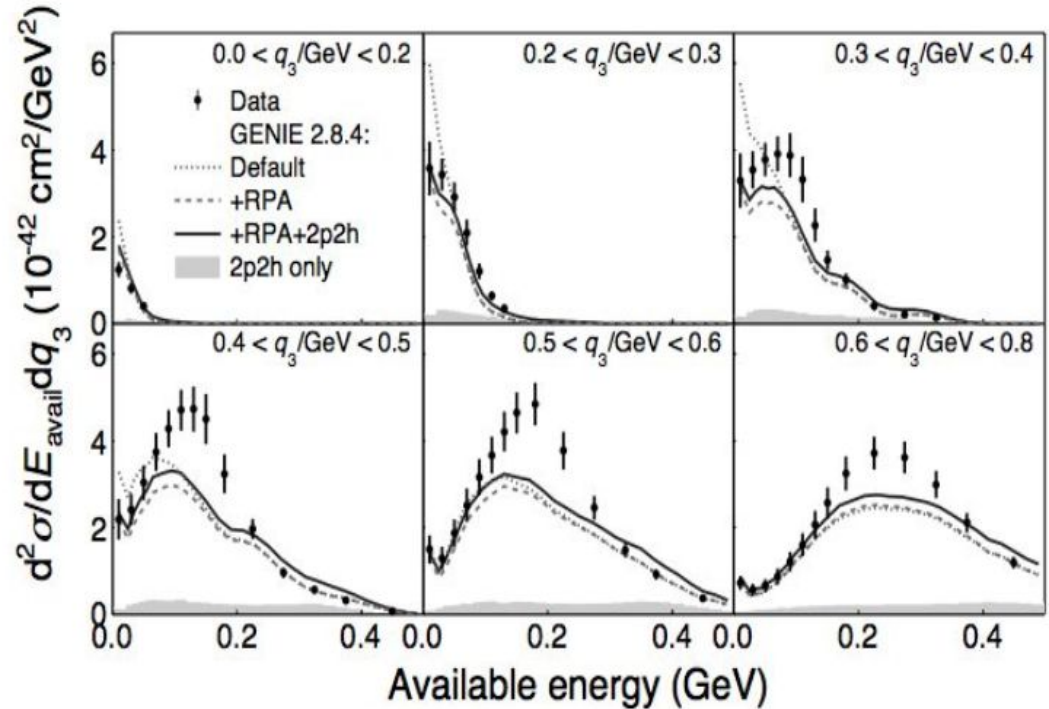 d²σ/dE_avail dq₃ (10⁻⁴² cm²/GeV²)
0.0 < q₃/GeV < 0.2
0.2 < q₃/GeV < 0.3
0.3 < q₃/GeV < 0.4
6
4
2
0
Data
GENIE 2.8.4:
Default
+RPA
+RPA+2p2h
2p2h only
0.4 < q₃/GeV < 0.5
0.5 < q₃/GeV < 0.6
0.6 < q₃/GeV < 0.8
6
4
2
0
0.0 0.2 0.4 0.0 0.2 0.4 0.0 0.2 0.4
Available energy (GeV)